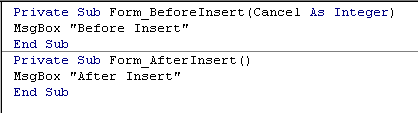 Private Sub Form_BeforeInsert(Cancel As Integer)
MsgBox "Before Insert"
End Sub
Private Sub Form_AfterInsert()
MsgBox "After Insert"
End Sub